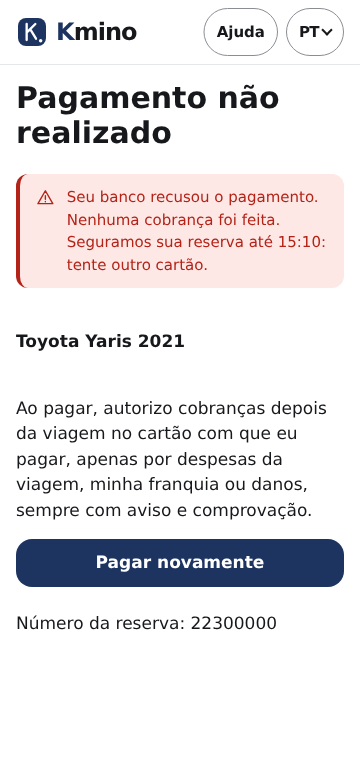 K. Kmino
Ajuda
PT
Pagamento não
realizado
Seu banco recusou o pagamento.
Nenhuma cobrança foi feita.
Seguramos sua reserva até 15:10:
tente outro cartão.
Toyota Yaris 2021
Ao pagar, autorizo cobranças depois
da viagem no cartão com que eu
pagar, apenas por despesas da
viagem, minha franquia ou danos,
sempre com aviso e comprovação.
Pagar novamente
Número da reserva: 22300000